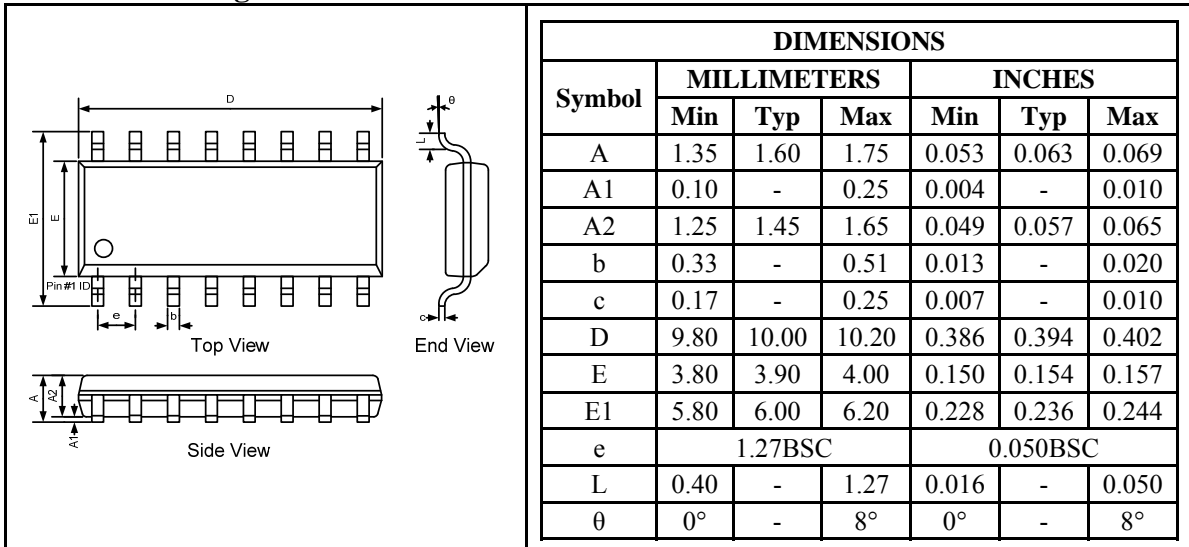 D
θ
L
E1
E
Pin #1 ID
e
b
c
Top View
End View
A
A2
A1
Side View
DIMENSIONS
Symbol MILLIMETERS INCHES
Min Typ Max Min Typ Max
A 1.35 1.60 1.75 0.053 0.063 0.069
A1 0.10 - 0.25 0.004 - 0.010
A2 1.25 1.45 1.65 0.049 0.057 0.065
b 0.33 - 0.51 0.013 - 0.020
c 0.17 - 0.25 0.007 - 0.010
D 9.80 10.00 10.20 0.386 0.394 0.402
E 3.80 3.90 4.00 0.150 0.154 0.157
E1 5.80 6.00 6.20 0.228 0.236 0.244
e 1.27BSC 0.050BSC
L 0.40 - 1.27 0.016 - 0.050
θ 0° - 8° 0° - 8°